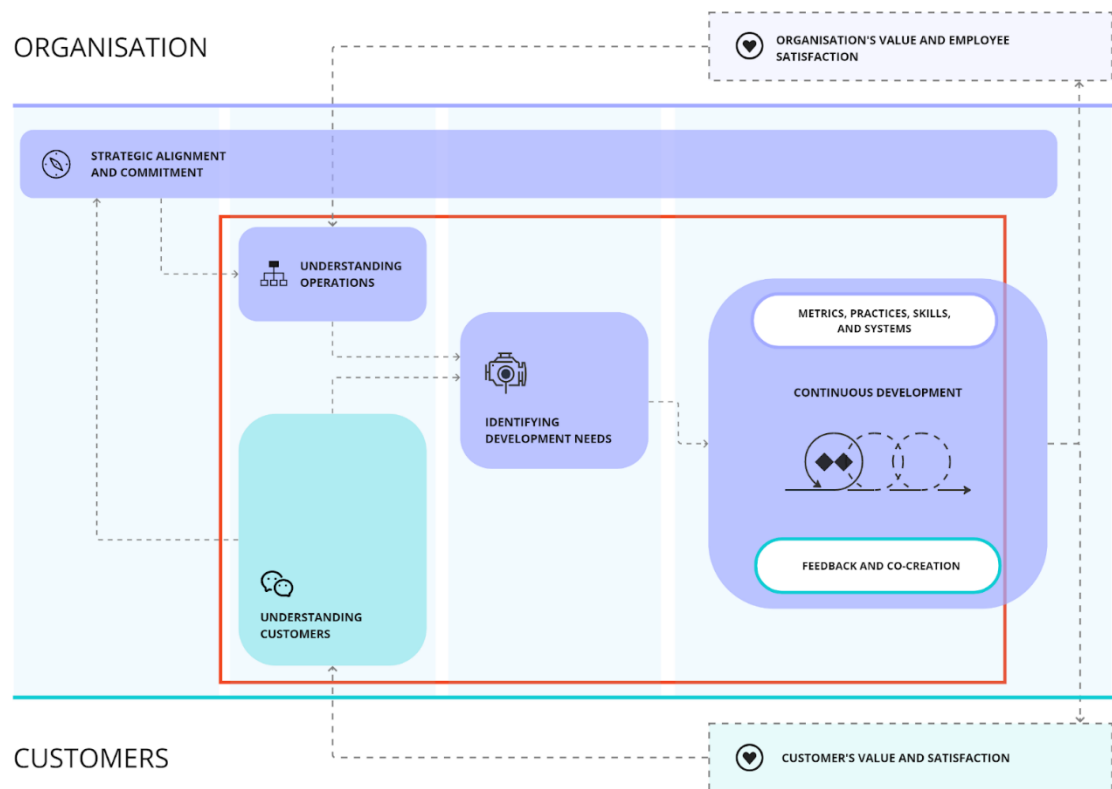 ORGANISATION
ORGANISATION'S VALUE AND EMPLOYEE
SATISFACTION
STRATEGIC ALIGNMENT
AND COMMITMENT
UNDERSTANDING
OPERATIONS
METRICS, PRACTICES, SKILLS,
AND SYSTEMS
CONTINUOUS DEVELOPMENT
IDENTIFYING
DEVELOPMENT NEEDS
FEEDBACK AND CO-CREATION
UNDERSTANDING
CUSTOMERS
CUSTOMERS
CUSTOMER'S VALUE AND SATISFACTION